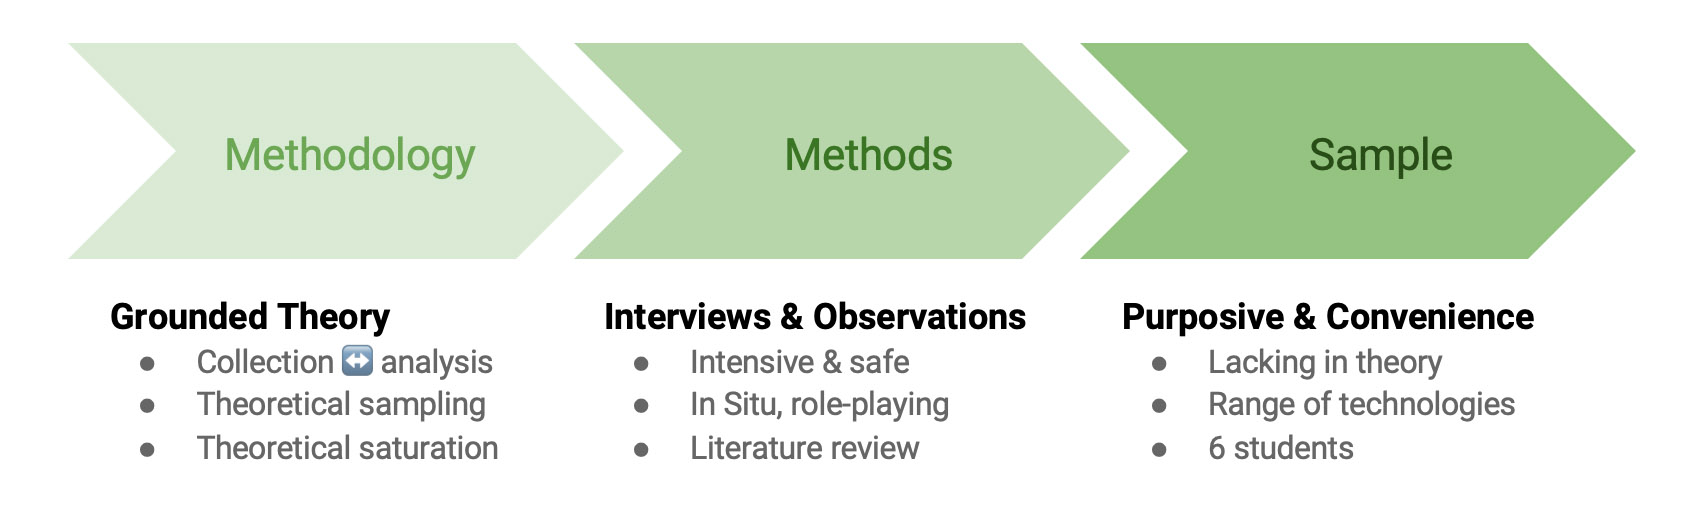 Methodology
Methods
Sample
Grounded Theory
● Collection ↔️ analysis
● Theoretical sampling
● Theoretical saturation
Interviews & Observations
● Intensive & safe
● In Situ, role-playing
● Literature review
Purposive & Convenience
● Lacking in theory
● Range of technologies
● 6 students